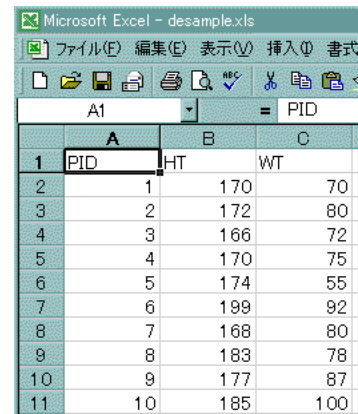 Microsoft Excel - desample.xls
ファイル(F) 編集(E) 表示(V) 挿入(I) 書式
ABC
A1 = PID
A B C
1 PID HT WT
2 1 170 70
3 2 172 80
4 3 166 72
5 4 170 75
6 5 174 55
7 6 199 92
8 7 168 80
9 8 183 78
10 9 177 87
11 10 185 100